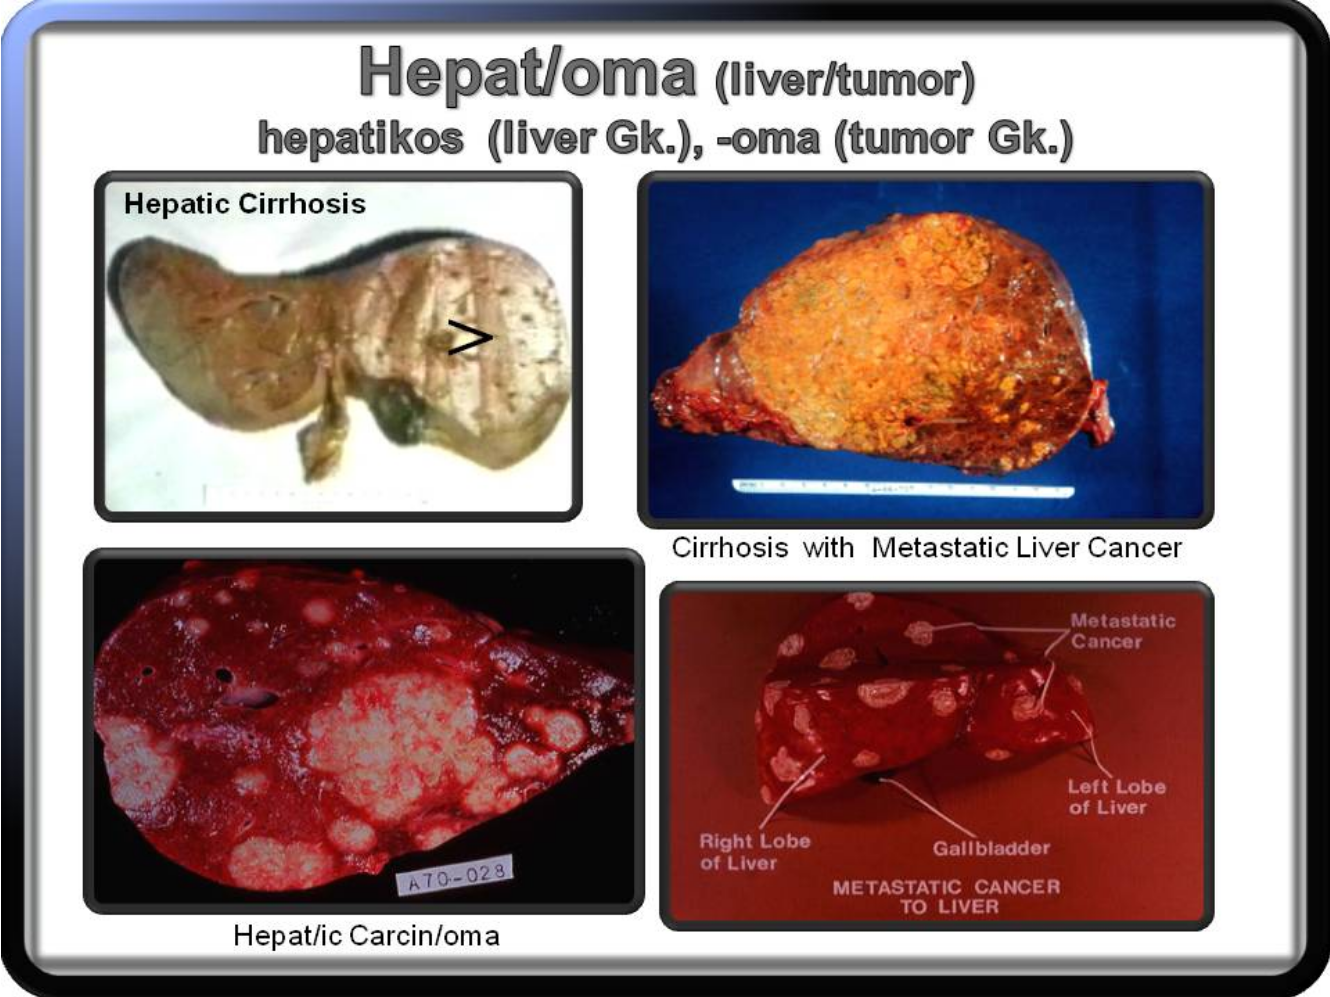 Hepat/oma (liver/tumor)
hepatikos (liver Gk.), -oma (tumor Gk.)
Hepatic Cirrhosis
>
Cirrhosis with Metastatic Liver Cancer
A70-028
Hepat/ic Carcin/oma
Metastatic
Cancer
Left Lobe
of Liver
Right Lobe
of Liver
Gallbladder
METASTATIC CANCER
TO LIVER